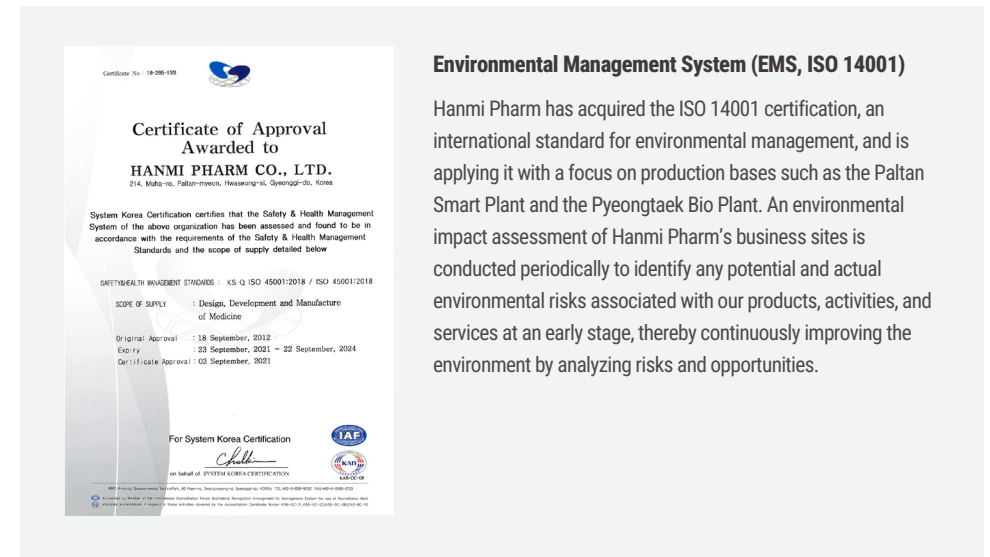 Certificate No : 18-265-13S
Certificate of Approval
Awarded to
HANMI PHARM CO., LTD.
214, Muha-ro, Paltan-myeon, Hwaseong-si, Gyeonggi-do, Korea
System Korea Certification certifies that the Safety & Health Management
System of the above organization has been assessed and found to be in
accordance with the requirements of the Safety & Health Management
Standards and the scope of supply detailed below
SAFETY&HEALTH MANAGEMENT STANDARDS : KS Q ISO 45001:2018 / ISO 45001:2018
SCOPE OF SUPPLY : Design, Development and Manufacture
of Medicine
Original Approval : 18 September, 2012
Expiry : 23 September, 2021 - 22 September, 2024
Certificate Approval : 03 September, 2021
For System Korea Certification
IAF
KAB
KAB-QC-08
on behalf of SYSTEM KOREA CERTIFICATION
Environmental Management System (EMS, ISO 14001)
Hanmi Pharm has acquired the ISO 14001 certification, an
international standard for environmental management, and is
applying it with a focus on production bases such as the Paltan
Smart Plant and the Pyeongtaek Bio Plant. An environmental
impact assessment of Hanmi Pharm's business sites is
conducted periodically to identify any potential and actual
environmental risks associated with our products, activities, and
services at an early stage, thereby continuously improving the
environment by analyzing risks and opportunities.